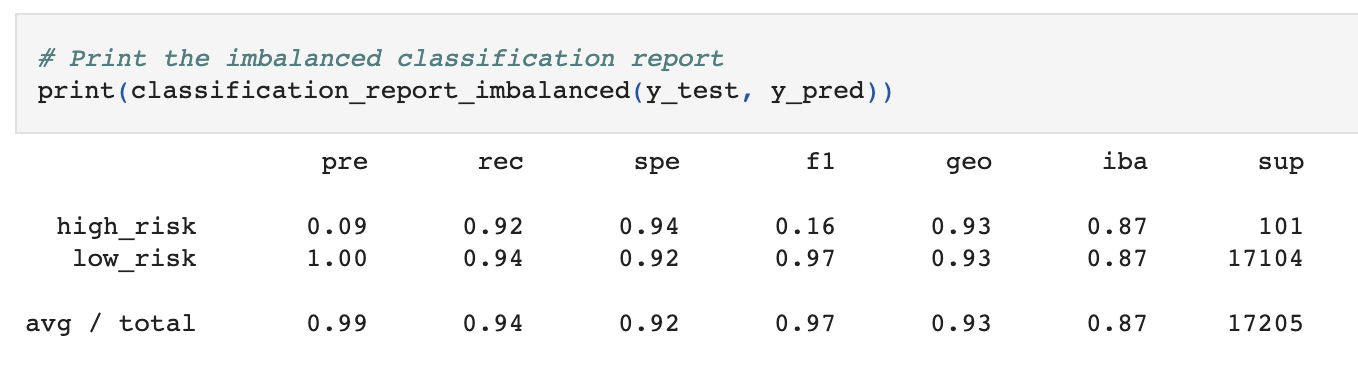 # Print the imbalanced classification report
print(classification_report_imbalanced(y_test, y_pred))
pre rec spe f1 geo iba sup
high_risk 0.09 0.92 0.94 0.16 0.93 0.87 101
low_risk 1.00 0.94 0.92 0.97 0.93 0.87 17104
avg / total 0.99 0.94 0.92 0.97 0.93 0.87 17205